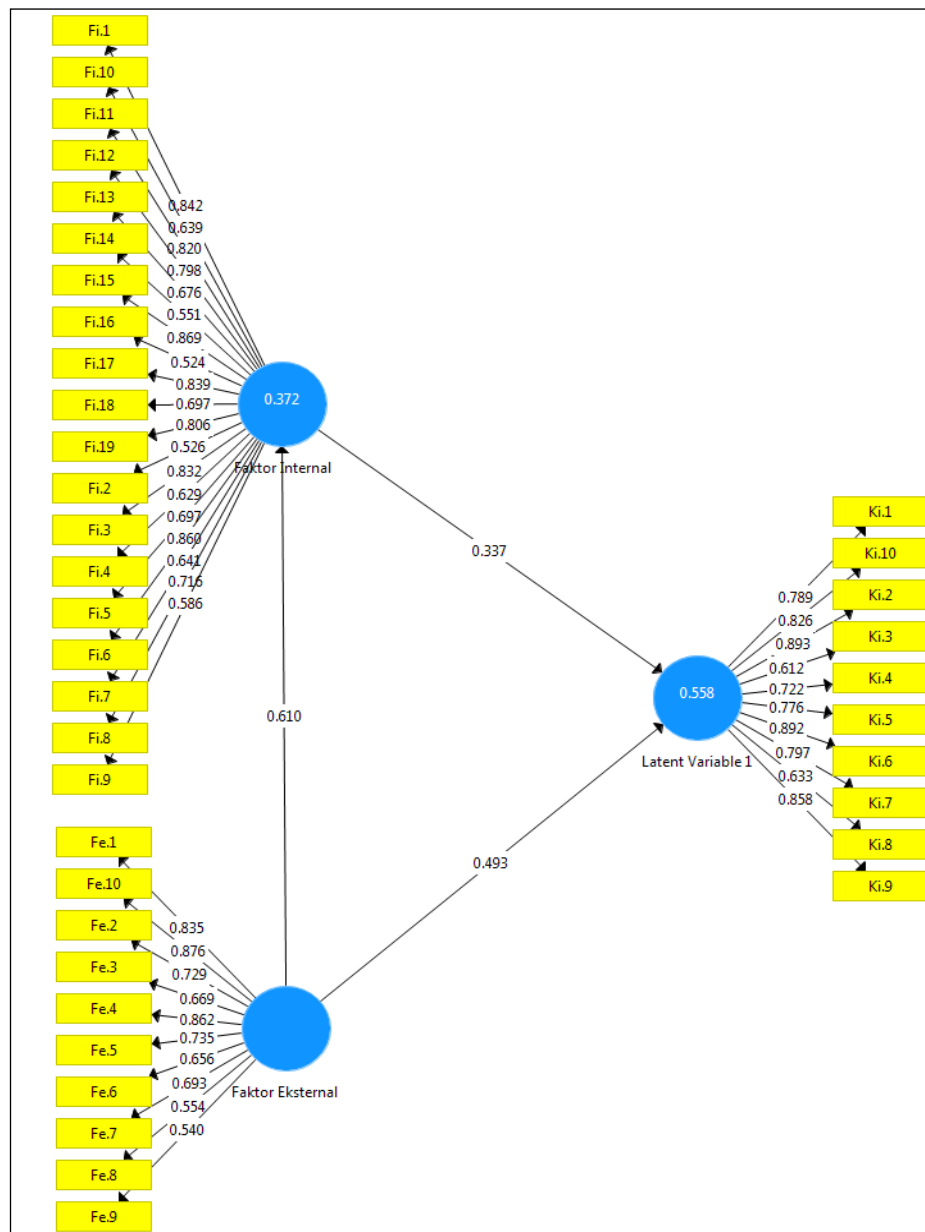 Fi.1
Fi.10
Fi.11
Fi.12
Fi.13
Fi.14
Fi.15
Fi.16
Fi.17
Fi.18
Fi.19
Fi.2
Fi.3
Fi.4
Fi.5
Fi.6
Fi.7
Fi.8
Fi.9
0.842
0.639
0.820
0.798
0.676
0.551
0.869
0.524
0.839
0.697
0.806
0.526
0.832
0.629
0.697
0.860
0.641
0.716
0.586
0.372
Faktor Internal
0.337
0.610
0.493
Fe.1
Fe.10
Fe.2
Fe.3
Fe.4
Fe.5
Fe.6
Fe.7
Fe.8
Fe.9
0.835
0.876
0.729
0.669
0.862
0.735
0.656
0.693
0.554
0.540
Faktor Eksternal
0.558
Latent Variable 1
0.789
0.826
0.893
0.612
0.722
0.776
0.892
0.797
0.633
0.858
Ki.1
Ki.10
Ki.2
Ki.3
Ki.4
Ki.5
Ki.6
Ki.7
Ki.8
Ki.9